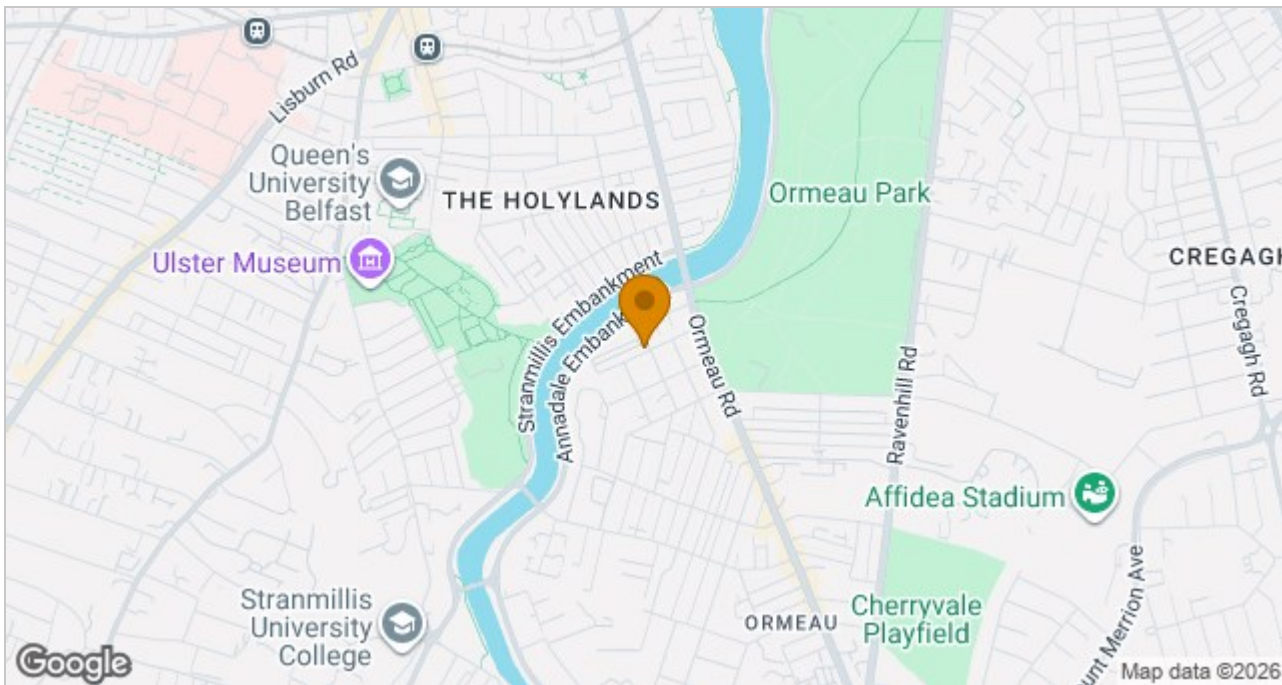 Lisburn Rd
Queen's
University
Belfast
THE HOLYLANDS
Ormeau Park
Ulster Museum
CREGAGH
Stranmillis Embankment
Annadale Embank
Cregagh Rd
Ormeau Rd
Ravenhill Rd
Affidea Stadium
Stranmillis
University
College
ORMEAU
Cherryvale
Playfield
unt Merrion Ave
Google
Map data ©2026